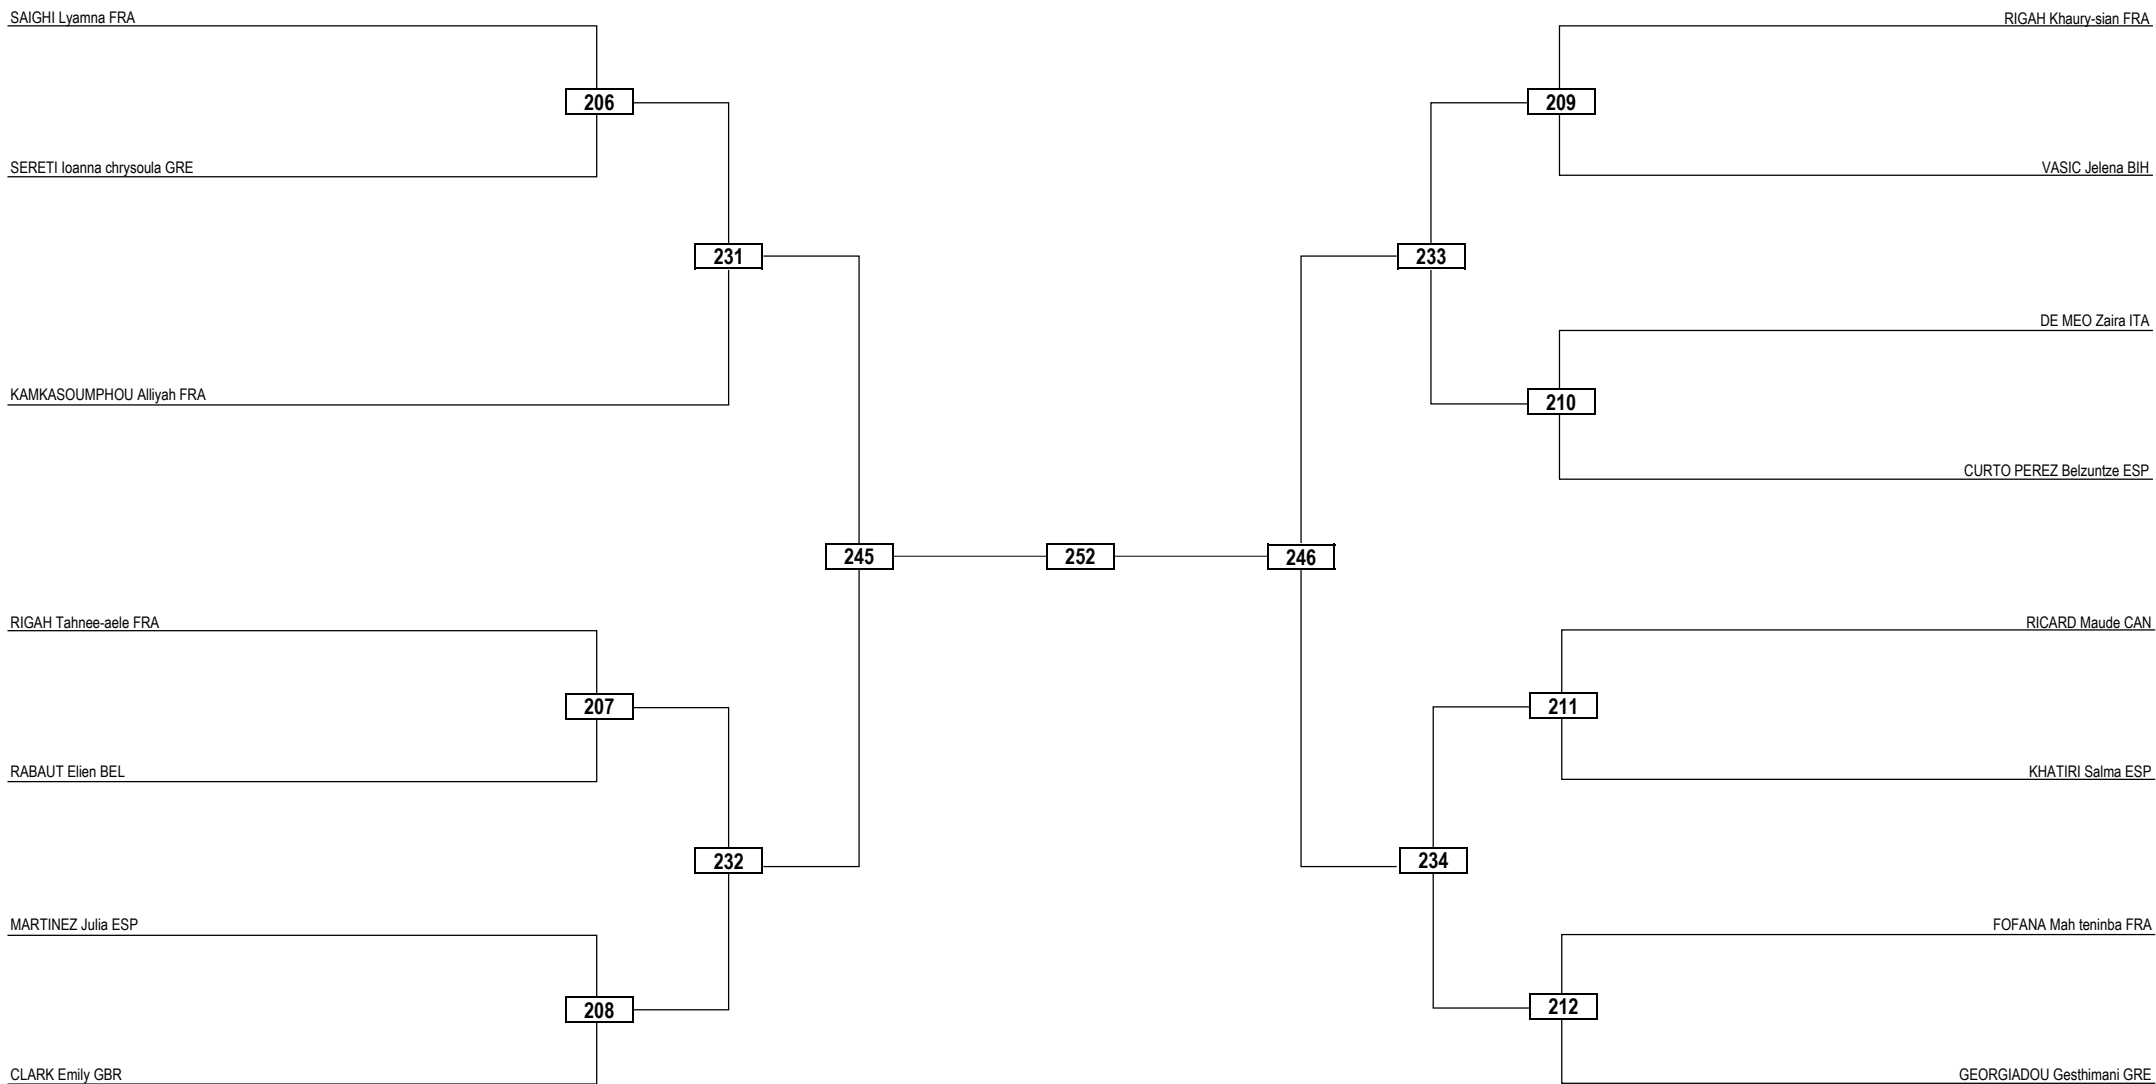 SAIGHI Lyamna FRA
RIGAH Khaury-sian FRA
206
209
SERETI Ioanna chrysoula GRE
VASIC Jelena BIH
231
233
DE MEO Zaira ITA
KAMKASOUMPHOU Alliyah FRA
210
CURTO PEREZ Belzuntze ESP
245
252
246
RIGAH Tahnee-aele FRA
RICARD Maude CAN
207
211
RABAUT Elien BEL
KHATIRI Salma ESP
232
234
MARTINEZ Julia ESP
FOFANA Mah teninba FRA
208
212
CLARK Emily GBR
GEORGIADOU Gesthimani GRE